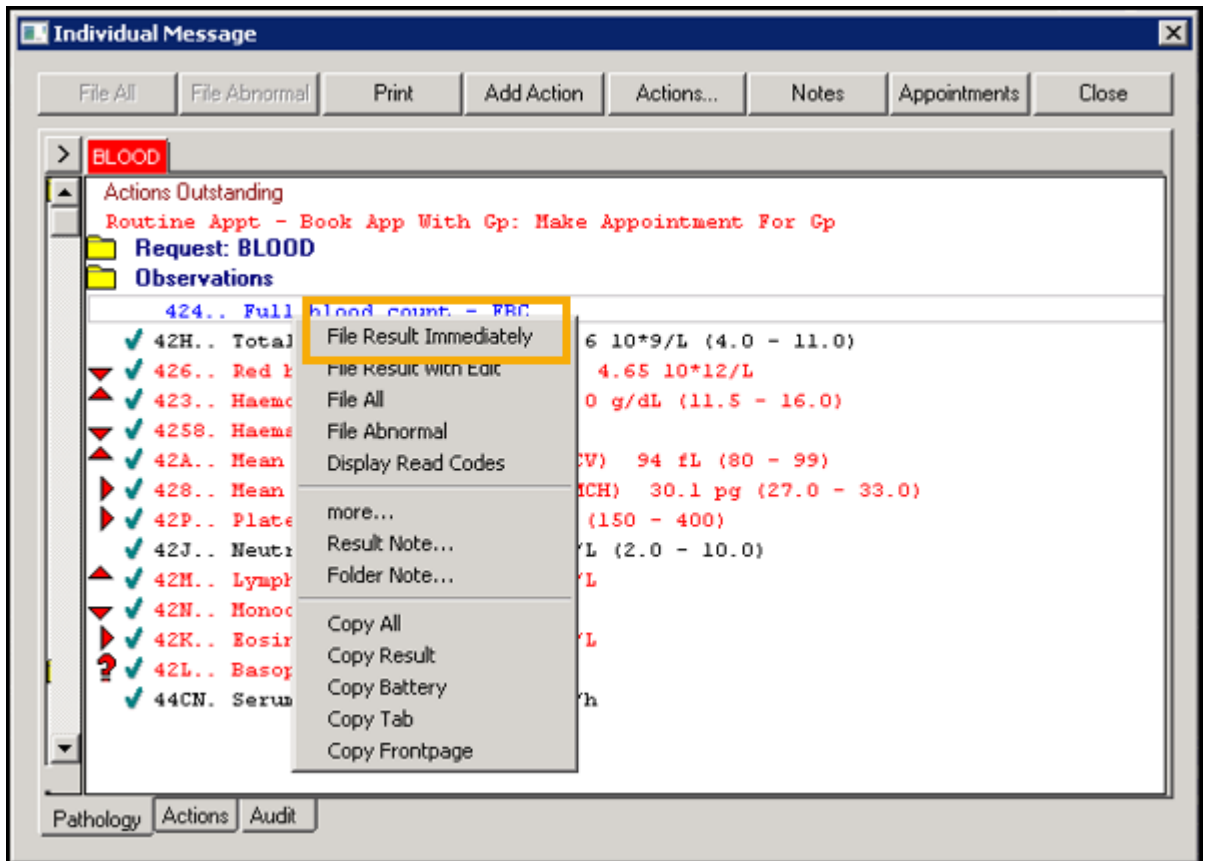 Individual Message
File All File Abnormal Print Add Action Actions... Notes Appointments Close
> BLOOD
Actions Outstanding
Routine Appt - Book App With Gp: Make Appointment For Gp
Request: BLOOD
Observations
424.. Full blood count - FBC
File Result Immediately
File Result With Edit
File All
File Abnormal
Display Read Codes
more...
Result Note...
Folder Note...
Copy All
Copy Result
Copy Battery
Copy Tab
Copy Frontpage
42H.. Total 6 10*9/L (4.0 - 11.0)
426.. Red 4.65 10*12/L
423.. Haemo 0 g/dL (11.5 - 16.0)
4258. Haema
42A.. Mean CV) 94 fL (80 - 99)
428.. Mean MCH) 30.1 pg (27.0 - 33.0)
42P.. Plate (150 - 400)
42J.. Neutr /L (2.0 - 10.0)
42M.. Lymph /L
42N.. Monoc
42K.. Eosin /L
? 42L.. Basop
44CN. Serum /h
Pathology Actions Audit